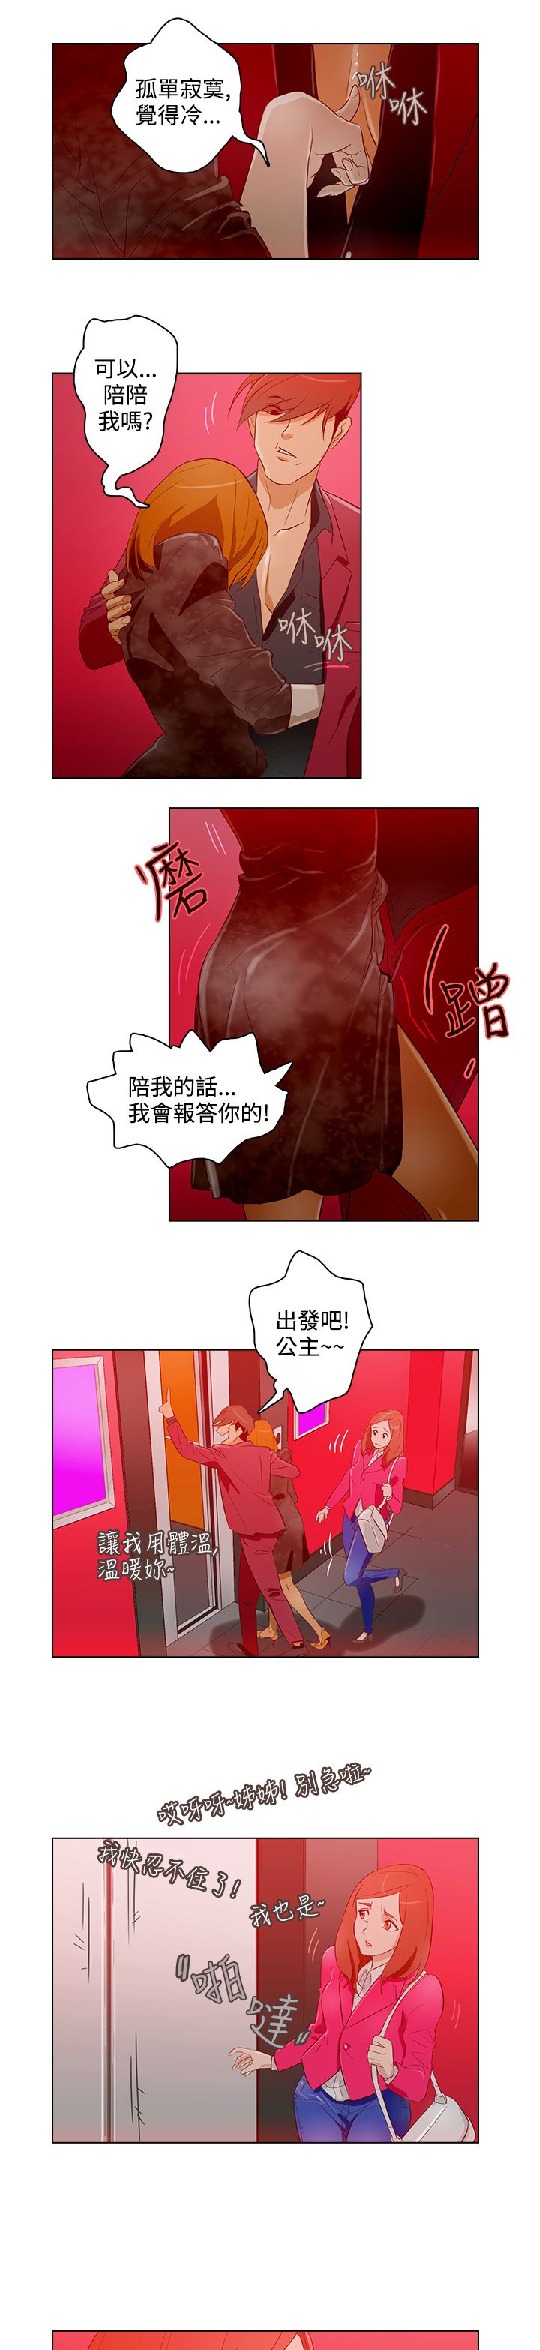 孤單寂寞,
覺得冷...
咻咻
可以...
陪陪
我嗎?
咻咻
磨
蹭
陪我的話...
我會報答你的!
出發吧!
公主~~
讓我用體溫,
溫暖妳~
哎呀呀~姊姊! 別急啦~
我快忍不住了!
我也是~
"啪
噠"